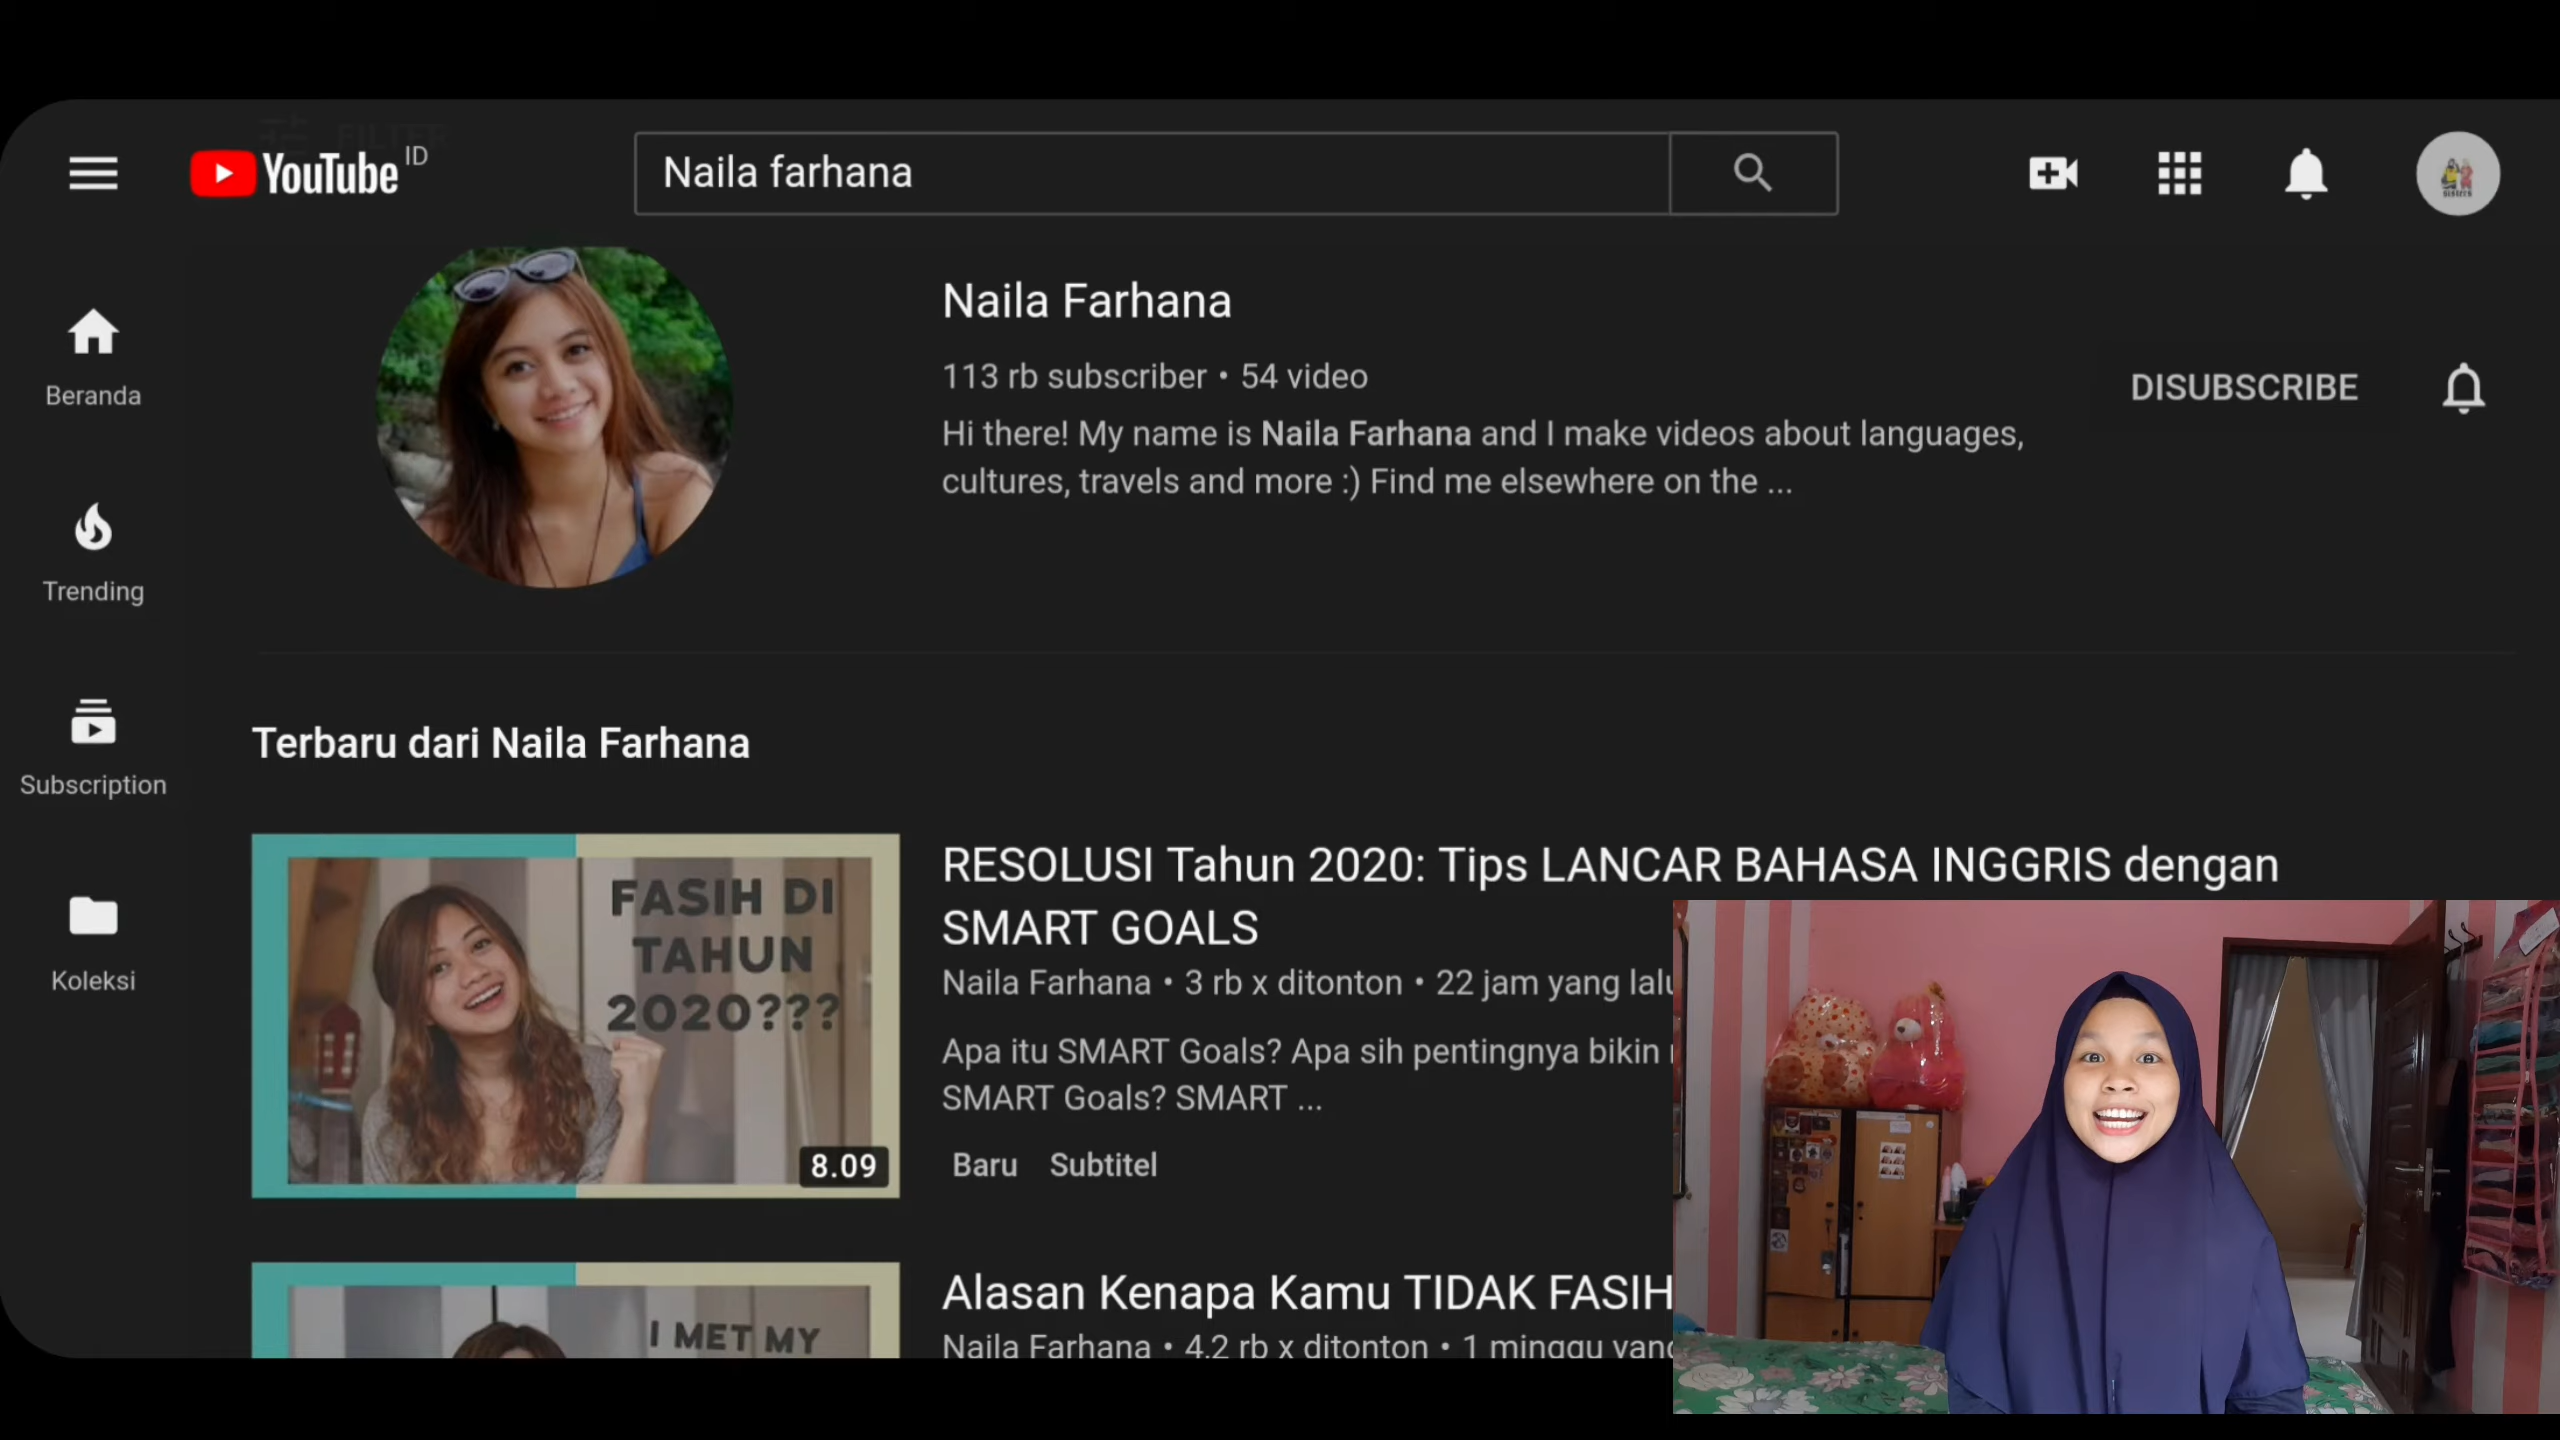 FILTER
YouTube ID
Naila farhana
sisters
Naila Farhana
113 rb subscriber • 54 video
DISUBSCRIBE
Hi there! My name is Naila Farhana and I make videos about languages,
cultures, travels and more :) Find me elsewhere on the ...
Beranda
Trending
Subscription
Koleksi
Terbaru dari Naila Farhana
FASIH DI
TAHUN
2020???
8.09
RESOLUSI Tahun 2020: Tips LANCAR BAHASA INGGRIS dengan
SMART GOALS
Naila Farhana • 3 rb x ditonton • 22 jam yang lalu
Apa itu SMART Goals? Apa sih pentingnya bikin
SMART Goals? SMART ...
Baru Subtitel
I MET MY
Alasan Kenapa Kamu TIDAK FASIH
Naila Farhana • 4,2 rb x ditonton • 1 minggu yang